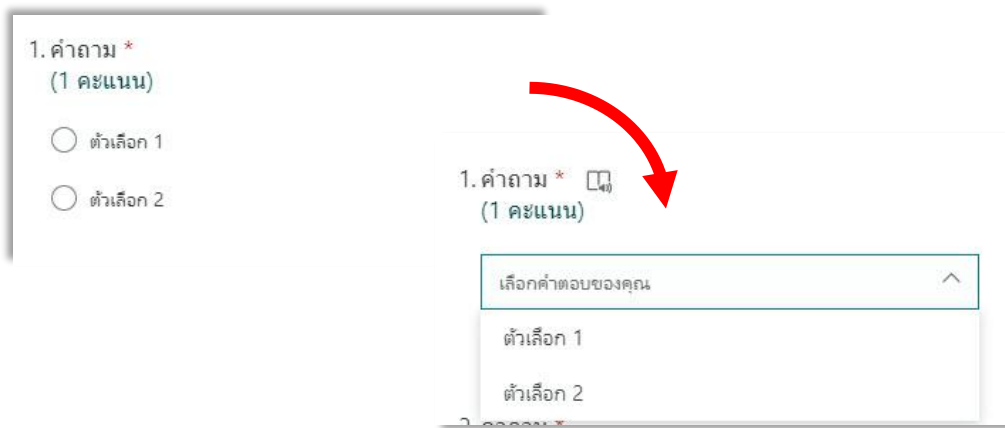 1. คำถาม *
(1 คะแนน)
ตัวเลือก 1
ตัวเลือก 2
1. คำถาม *
(1 คะแนน)
เลือกคำตอบของคุณ
ตัวเลือก 1
ตัวเลือก 2